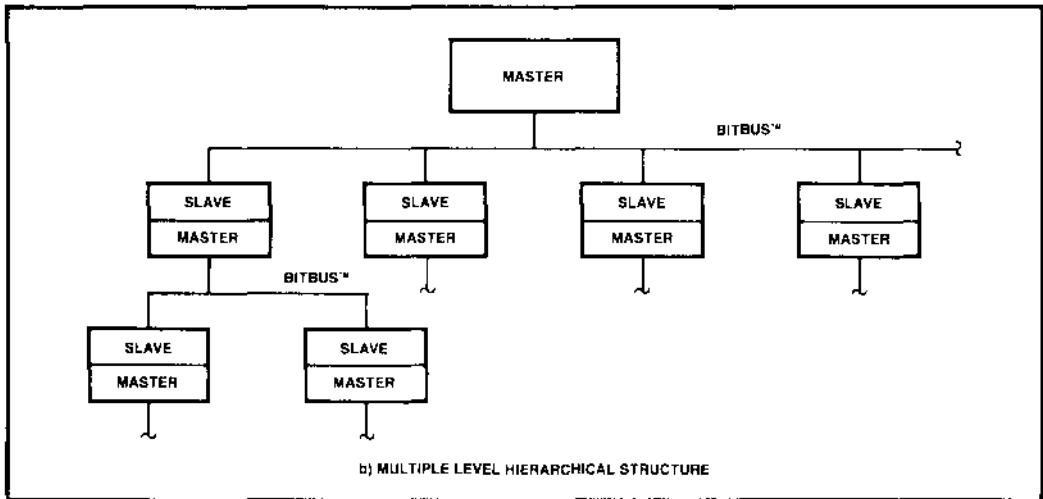 MASTER
BITBUS™
SLAVE SLAVE SLAVE SLAVE
MASTER MASTER MASTER MASTER
BITBUS™
SLAVE SLAVE
MASTER MASTER
b) MULTIPLE LEVEL HIERARCHICAL STRUCTURE